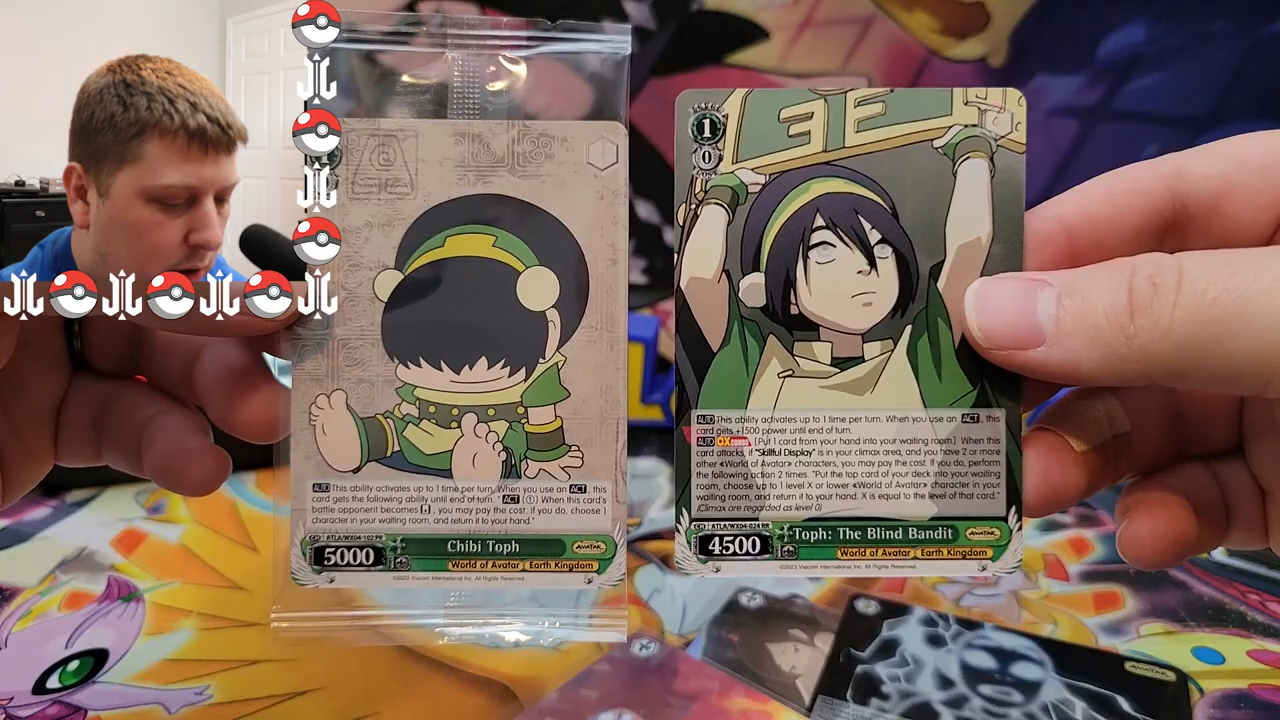 AUTO This ability activates up to 1 time per turn. When you use an ACT, this
card gets the following ability until end of turn. "ACT [(1)] When this card's
battle opponent becomes, you may pay the cost. If you do, choose 1
character in your waiting room, and return it to your hand."
CH ATLA/WX04-102 PR
5000
Chibi Toph
AVATAR
World of Avatar Earth Kingdom
©2023 Viacom International Inc. All Rights Reserved.
1
0
AUTO This ability activates up to 1 time per turn. When you use an ACT, this
card gets +1500 power until end of turn.
AUTO CX COMBO [Put 1 card from your hand into your waiting room] When this
card attacks, if "Skillful Display" is in your climax area, and you have 2 or more
other «World of Avatar» characters, you may pay the cost. If you do, perform
the following action 2 times. "Put the top card of your deck into your waiting
room, choose up to 1 level X or lower «World of Avatar» character in your
waiting room, and return it to your hand. X is equal to the level of that card."
(Climax are regarded as level 0)
CH ATLA/WX04-024 RR
4500
Toph: The Blind Bandit
AVATAR
World of Avatar Earth Kingdom
©2023 Viacom International Inc. All Rights Reserved.
AVATAR